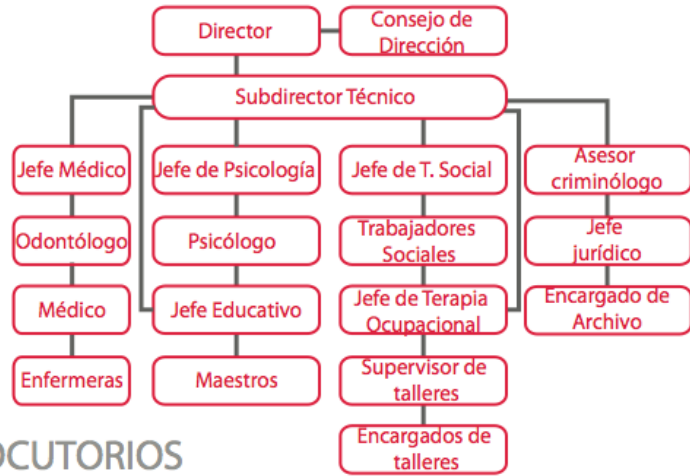 Director
Consejo de
Dirección
Subdirector Técnico
Jefe Médico
Jefe de Psicología
Jefe de T. Social
Asesor
criminólogo
Odontólogo
Psicólogo
Trabajadores
Sociales
Jefe
jurídico
Médico
Jefe Educativo
Jefe de Terapia
Ocupacional
Encargado de
Archivo
Enfermeras
Maestros
Supervisor de
talleres
Encargados de
talleres
OCUTORIOS